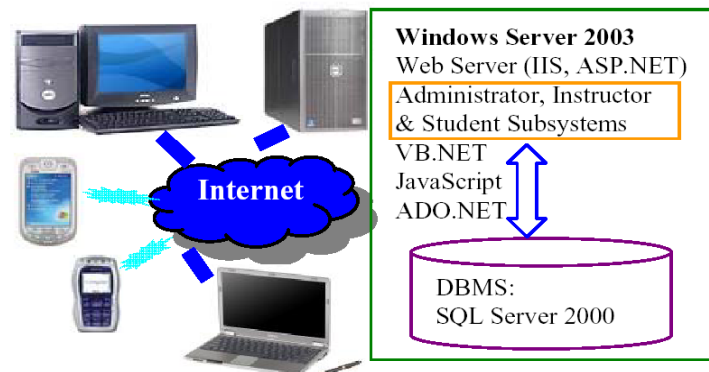 Internet
Windows Server 2003
Web Server (IIS, ASP.NET)
Administrator, Instructor
& Student Subsystems
VB.NET
JavaScript
ADO.NET
DBMS:
SQL Server 2000